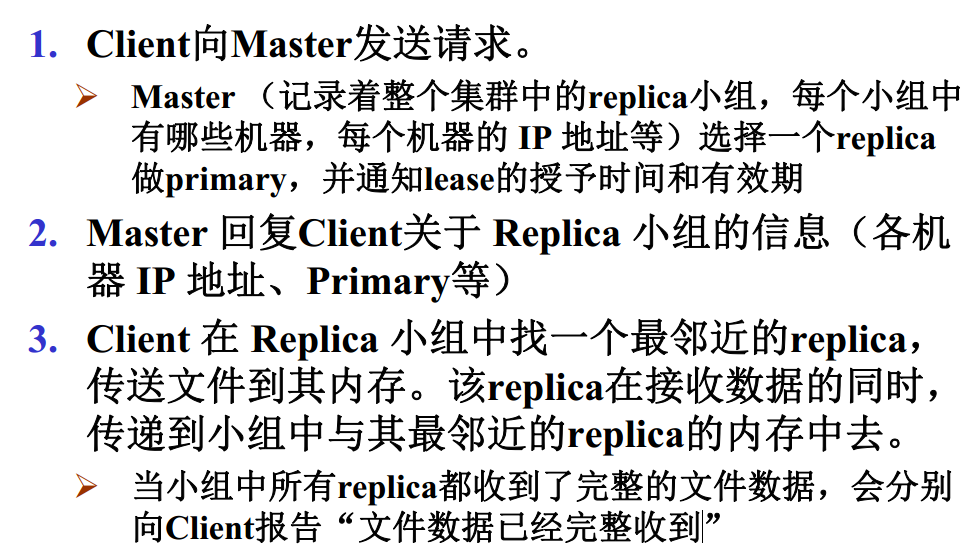 1. Client向Master发送请求。
➢ Master （记录着整个集群中的replica小组，每个小组中
有哪些机器，每个机器的 IP 地址等）选择一个replica
做primary，并通知lease的授予时间和有效期
2. Master 回复Client关于 Replica 小组的信息（各机
器 IP 地址、Primary等）
3. Client 在 Replica 小组中找一个最邻近的replica，
传送文件到其内存。该replica在接收数据的同时，
传递到小组中与其最邻近的replica的内存中去。
➢ 当小组中所有replica都收到了完整的文件数据，会分别
向Client报告“文件数据已经完整收到”